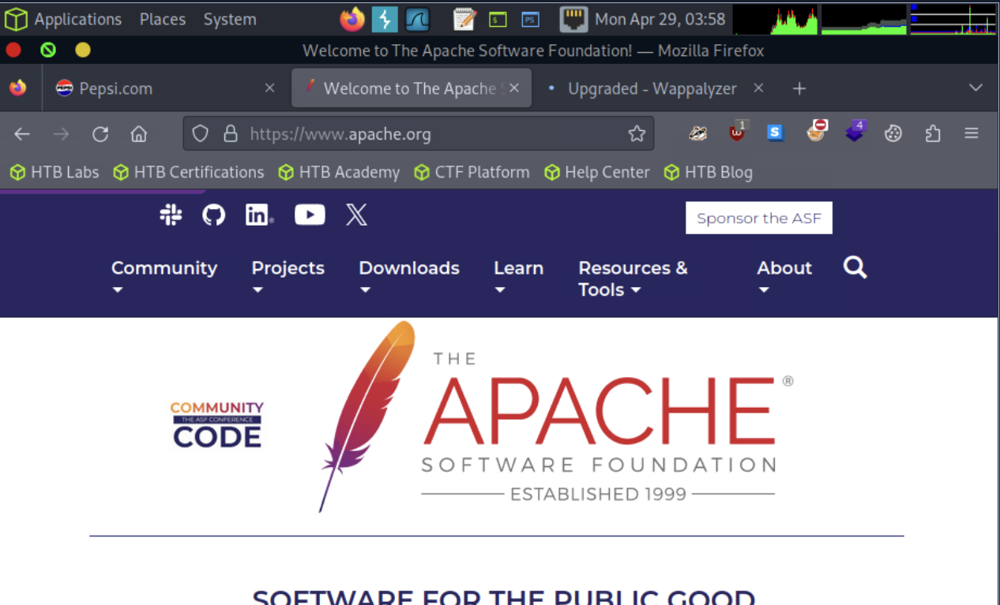 Applications Places System Mon Apr 29, 03:58
Welcome to The Apache Software Foundation! — Mozilla Firefox
Pepsi.com Welcome to The Apache S Upgraded - Wappalyzer
https://www.apache.org 1 S 4
HTB Labs HTB Certifications HTB Academy CTF Platform Help Center HTB Blog
in® Sponsor the ASF
Community Projects Downloads Learn Resources & Tools About
THE
APACHE®
SOFTWARE FOUNDATION
ESTABLISHED 1999
COMMUNITY
THE ASF CONFERENCE
CODE
SOFTWARE FOR THE PUBLIC GOOD